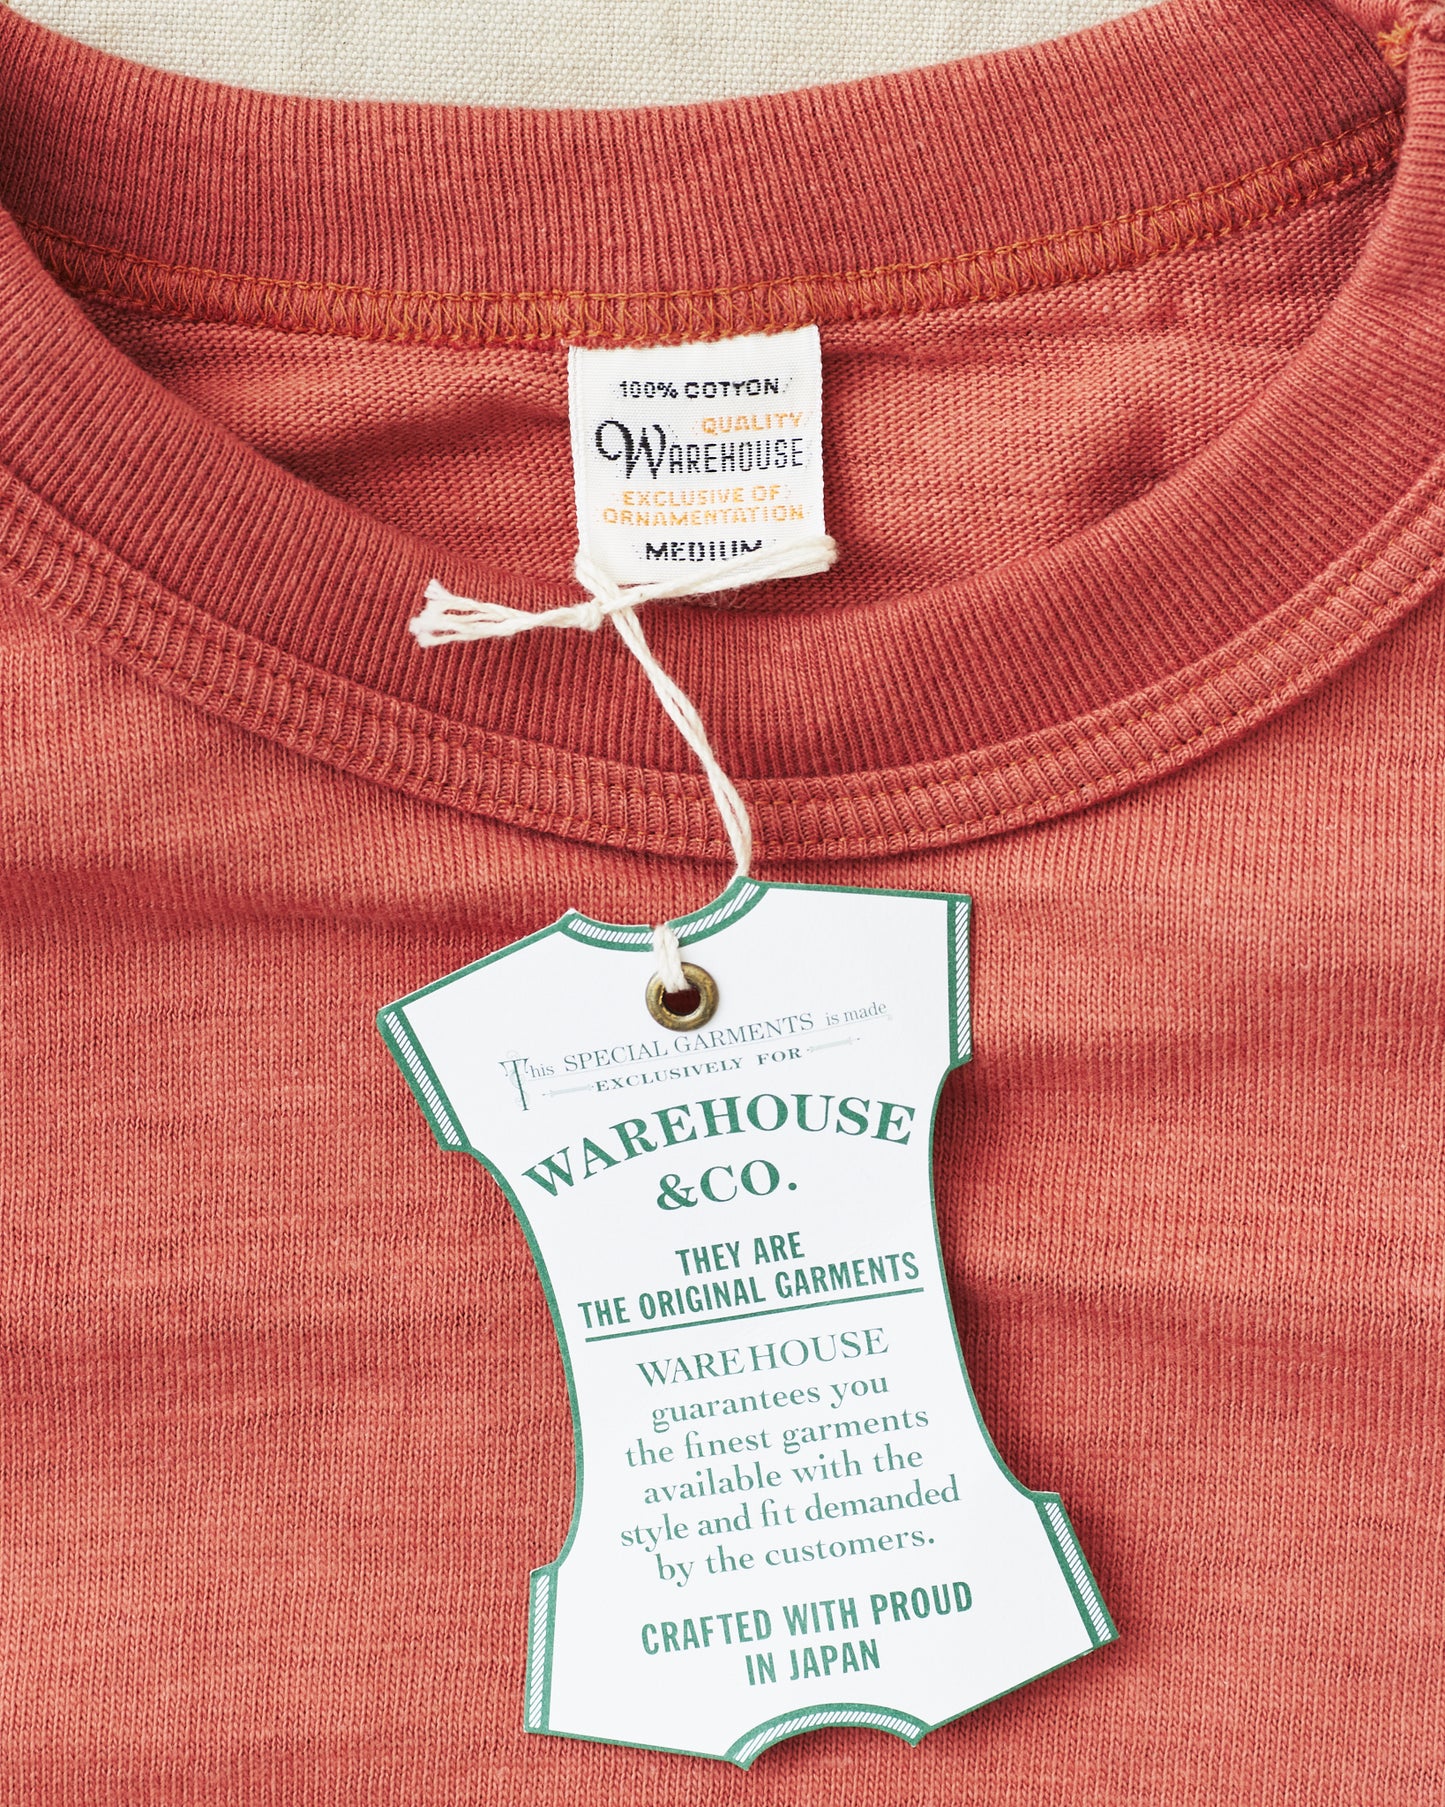 100% COTTON
QUALITY
WAREHOUSE
EXCLUSIVE OF
ORNAMENTATION
MEDIUM
This SPECIAL GARMENTS is made
EXCLUSIVELY FOR
WAREHOUSE
&CO.
THEY ARE
THE ORIGINAL GARMENTS
WAREHOUSE
guarantees you
the finest garments
available with the
style and fit demanded
by the customers.
CRAFTED WITH PROUD
IN JAPAN